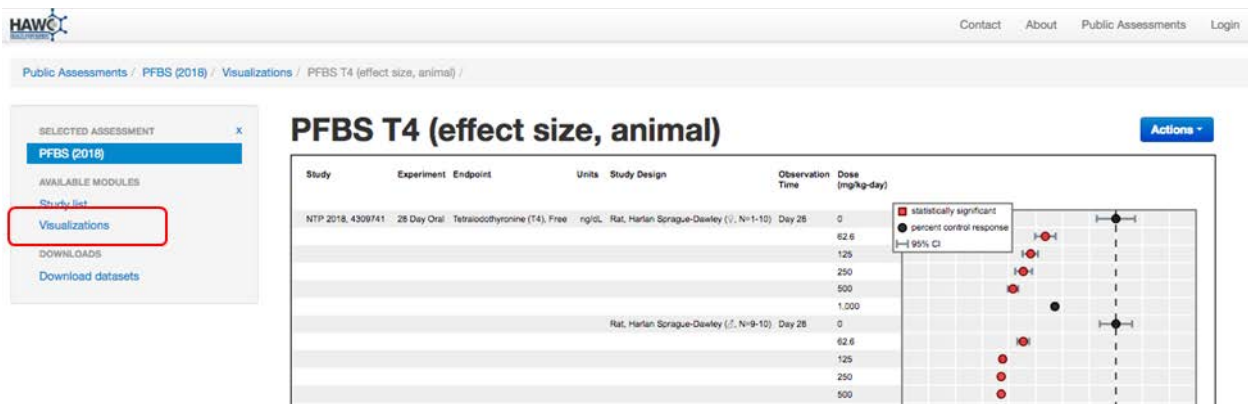 HAWC
Contact About Public Assessments Login
Public Assessments / PFBS (2018) / Visualizations / PFBS T4 (effect size, animal) /
SELECTED ASSESSMENT x
PFBS (2018)
AVAILABLE MODULES
Study list
Visualizations
DOWNLOADS
Download datasets
PFBS T4 (effect size, animal)
Actions
Study Experiment Endpoint Units Study Design Observation Time Dose (mg/kg-day)
NTP 2018, 4309741 28 Day Oral Tetraiodothyronine (T4), Free ng/dL Rat, Harlan Sprague-Dawley (♀, N=1-10) Day 28 0
62.6
125
250
500
1,000
Rat, Harlan Sprague-Dawley (♂, N=9-10) Day 28 0
62.6
125
250
500
statistically significant
percent control response
95% CI